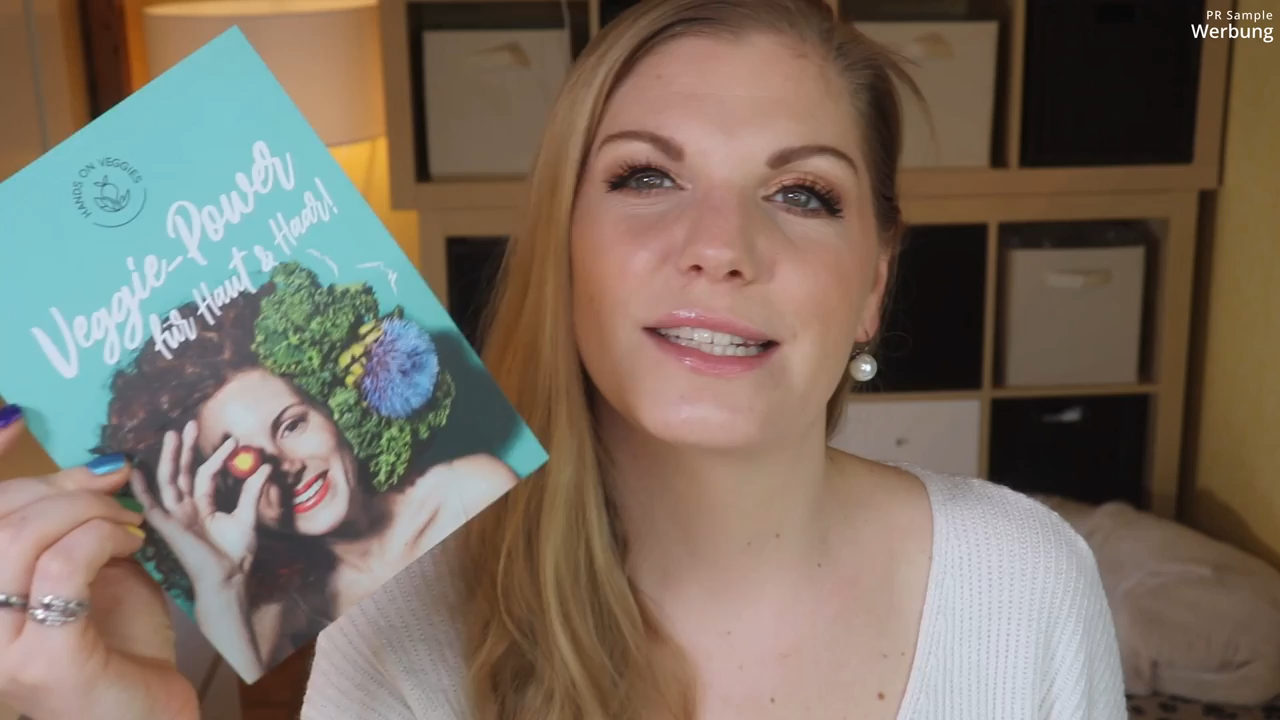 PR Sample
Werbung
HANDS ON VEGGIES
Veggie-Power
für Haut & Haar!